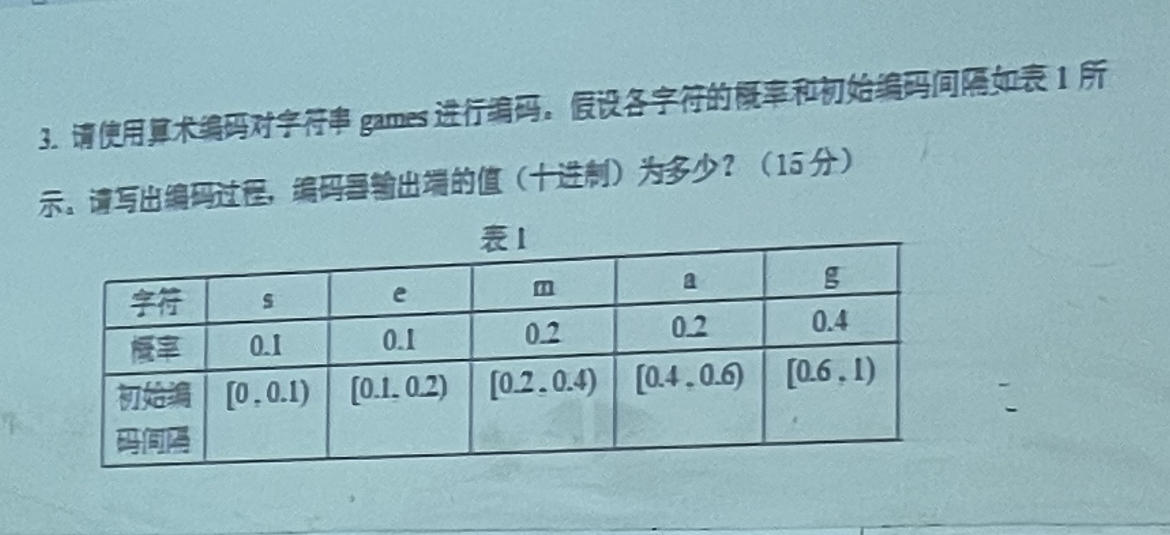 3. 请使用算术编码对字符串 games 进行编码。假设各字符的概率和初始编码间隔如表 1 所
示。请写出编码过程,编码器输出端的值(十进制)为多少?(15 分)
表 1
字符 s e m a g
概率 0.1 0.1 0.2 0.2 0.4
初始编 [0 , 0.1) [0.1, 0.2) [0.2 , 0.4) [0.4 , 0.6) [0.6 , 1)
码间隔